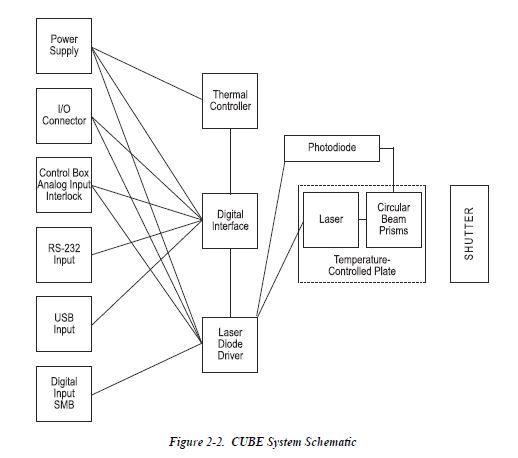 Power
Supply
I/O
Connector
Control Box
Analog Input
Interlock
RS-232
Input
USB
Input
Digital
Input
SMB
Thermal
Controller
Digital
Interface
Laser
Diode
Driver
Photodiode
Laser
Circular
Beam
Prisms
Temperature-
Controlled Plate
SHUTTER
Figure 2-2. CUBE System Schematic